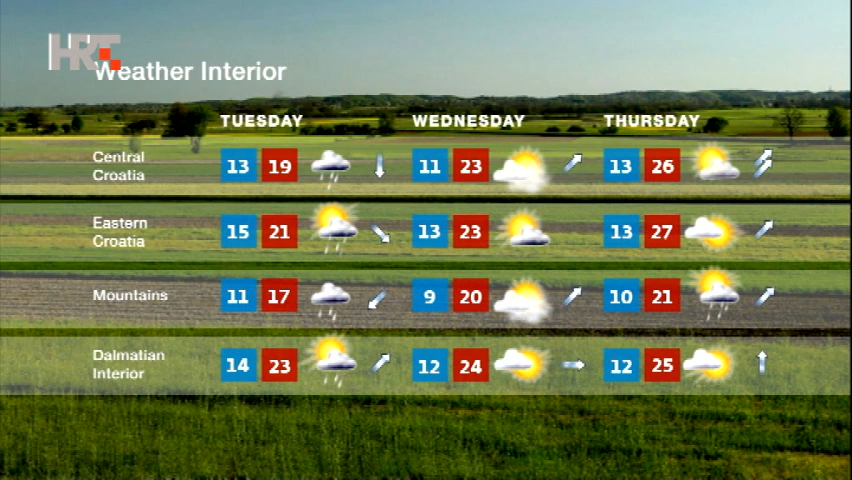 HRT
Weather Interior
TUESDAY WEDNESDAY THURSDAY
Central
Croatia
13 19 11 23 13 26
Eastern
Croatia
15 21 13 23 13 27
Mountains
11 17 9 20 10 21
Dalmatian
Interior
14 23 12 24 12 25